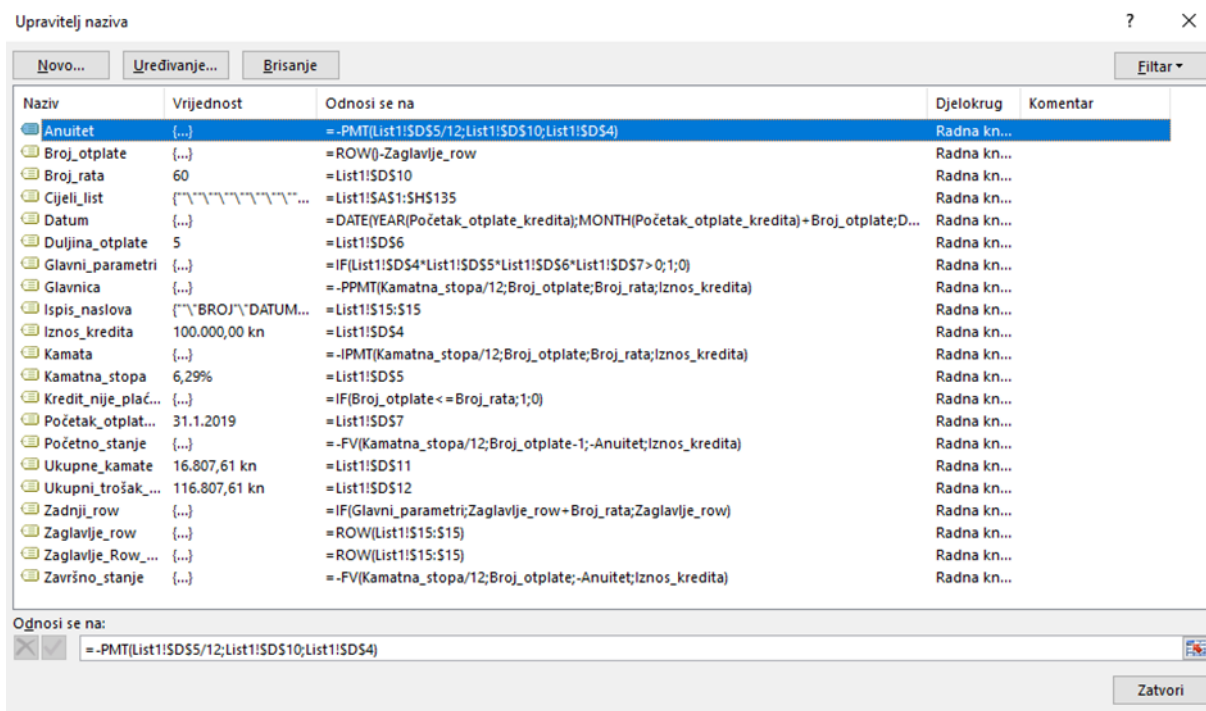 Upravitelj naziva ? ×
Novo... Uređivanje... Brisanje Filtar
Naziv Vrijednost Odnosi se na Djelokrug Komentar
Anuitet {...} =-PMT(List1!$D$5/12;List1!$D$10;List1!$D$4) Radna kn...
Broj_otplate {...} =ROW()-Zaglavlje_row Radna kn...
Broj_rata 60 =List1!$D$10 Radna kn...
Cijeli_list {""\""\""\""\""\""\""\""... =List1!$A$1:$H$135 Radna kn...
Datum {...} =DATE(YEAR(Početak_otplate_kredita);MONTH(Početak_otplate_kredita)+Broj_otplate;D... Radna kn...
Duljina_otplate 5 =List1!$D$6 Radna kn...
Glavni_parametri {...} =IF(List1!$D$4*List1!$D$5*List1!$D$6*List1!$D$7>0;1;0) Radna kn...
Glavnica {...} =-PPMT(Kamatna_stopa/12;Broj_otplate;Broj_rata;Iznos_kredita) Radna kn...
Ispis_naslova {""\"BROJ"\"DATUM... =List1!$15:$15 Radna kn...
Iznos_kredita 100.000,00 kn =List1!$D$4 Radna kn...
Kamata {...} =-IPMT(Kamatna_stopa/12;Broj_otplate;Broj_rata;Iznos_kredita) Radna kn...
Kamatna_stopa 6,29% =List1!$D$5 Radna kn...
Kredit_nije_plać... {...} =IF(Broj_otplate<=Broj_rata;1;0) Radna kn...
Početak_otplat... 31.1.2019 =List1!$D$7 Radna kn...
Početno_stanje {...} =-FV(Kamatna_stopa/12;Broj_otplate-1;-Anuitet;Iznos_kredita) Radna kn...
Ukupne_kamate 16.807,61 kn =List1!$D$11 Radna kn...
Ukupni_trošak_... 116.807,61 kn =List1!$D$12 Radna kn...
Zadnji_row {...} =IF(Glavni_parametri;Zaglavlje_row+Broj_rata;Zaglavlje_row) Radna kn...
Zaglavlje_row {...} =ROW(List1!$15:$15) Radna kn...
Zaglavlje_Row_... {...} =ROW(List1!$15:$15) Radna kn...
Završno_stanje {...} =-FV(Kamatna_stopa/12;Broj_otplate;-Anuitet;Iznos_kredita) Radna kn...
Odnosi se na:
=-PMT(List1!$D$5/12;List1!$D$10;List1!$D$4)
Zatvori